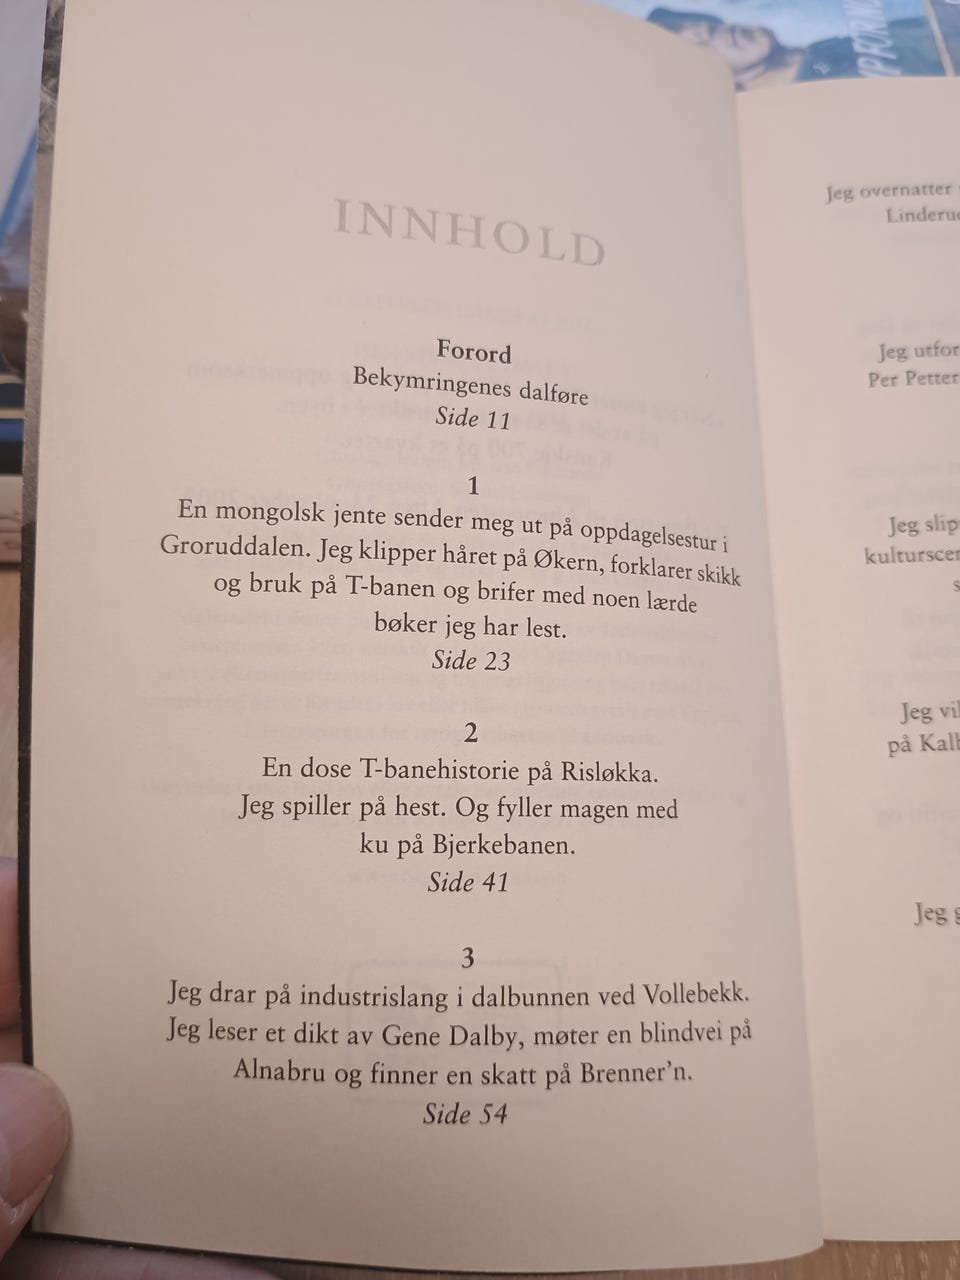 INNHOLD
Forord
Bekymringenes dalføre
Side 11
1
En mongolsk jente sender meg ut på oppdagelsestur i
Groruddalen. Jeg klipper håret på Økern, forklarer skikk
og bruk på T-banen og brifer med noen lærde
bøker jeg har lest.
Side 23
2
En dose T-banehistorie på Risløkka.
Jeg spiller på hest. Og fyller magen med
ku på Bjerkebanen.
Side 41
3
Jeg drar på industrislang i dalbunnen ved Vollebekk.
Jeg leser et dikt av Gene Dalby, møter en blindvei på
Alnabru og finner en skatt på Brenner'n.
Side 54
Jeg overnatter
Linderu
Jeg utfor
Per Petter
Jeg slip
kulturscen
s
Jeg vil
på Kalb
Jeg g